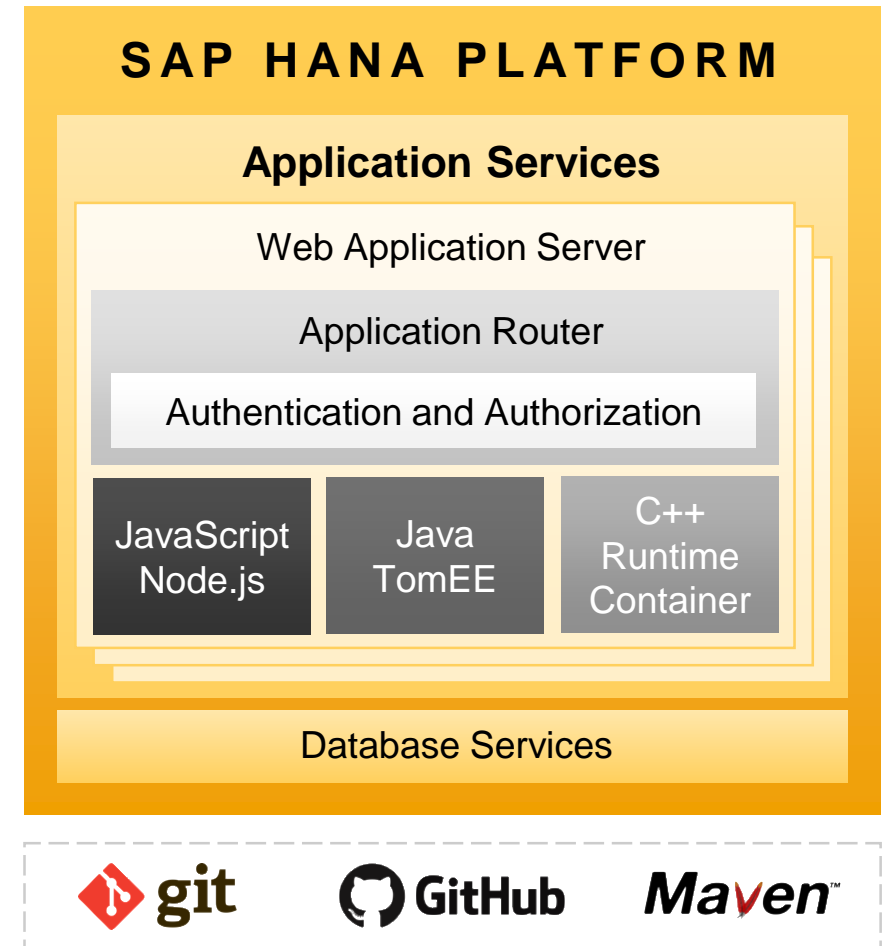 SAP HANA PLATFORM
Application Services
Web Application Server
Application Router
Authentication and Authorization
JavaScript
Node.js
Java
TomEE
C++
Runtime
Container
Database Services
git
GitHub
Maven™